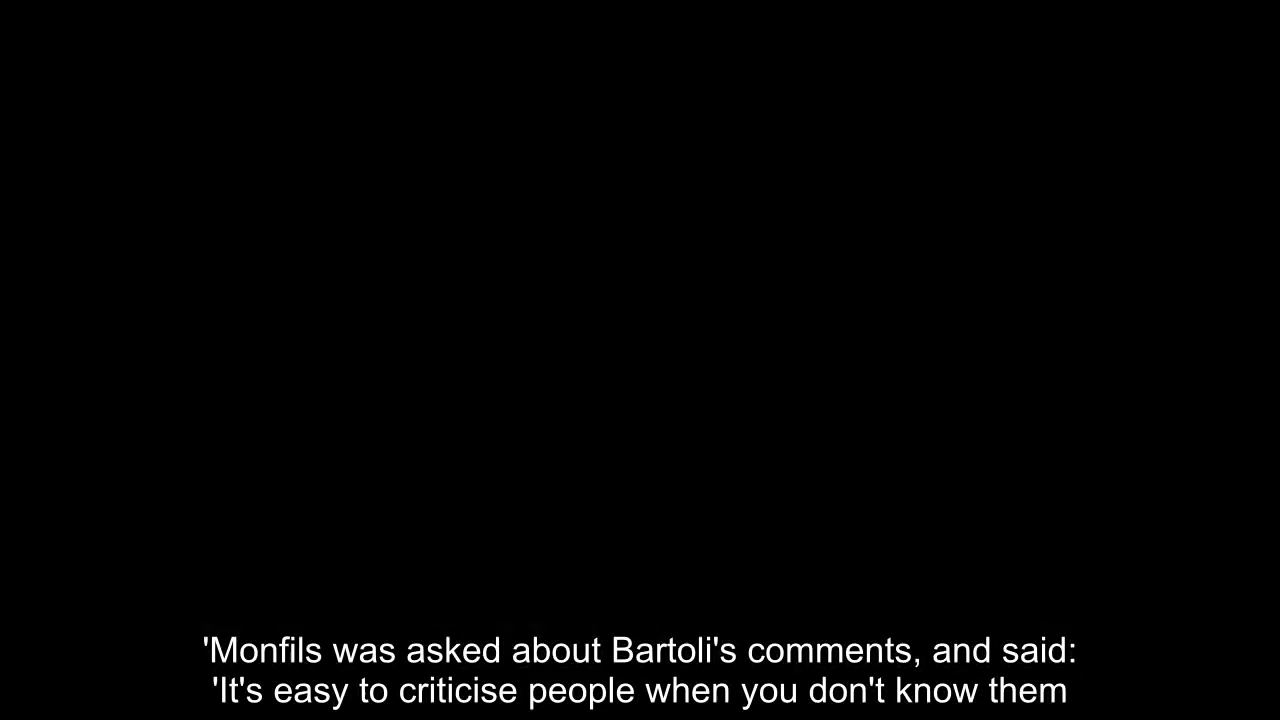 'Monfils was asked about Bartoli's comments, and said:
'It's easy to criticise people when you don't know them